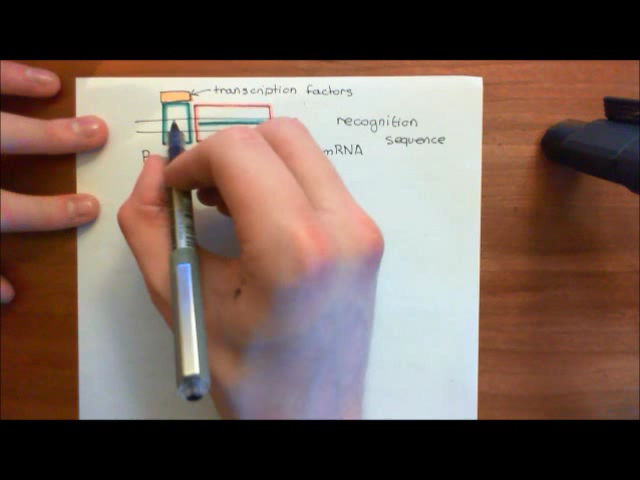 transcription factors
recognition
sequence
mRNA